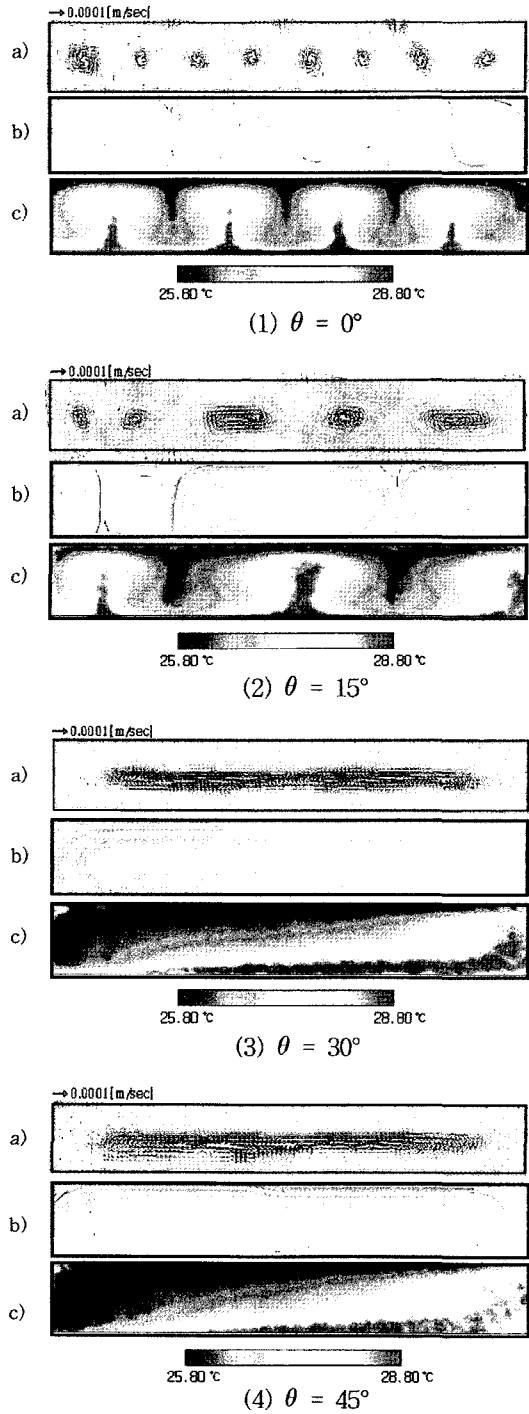 →0.0001[m/sec]
a)
b)
c)
25.80℃ 28.80℃
(1) θ = 0°
→0.0001[m/sec]
a)
b)
c)
25.80℃ 28.80℃
(2) θ = 15°
→0.0001[m/sec]
a)
b)
c)
25.80℃ 28.80℃
(3) θ = 30°
→0.0001[m/sec]
a)
b)
c)
25.80℃ 28.80℃
(4) θ = 45°